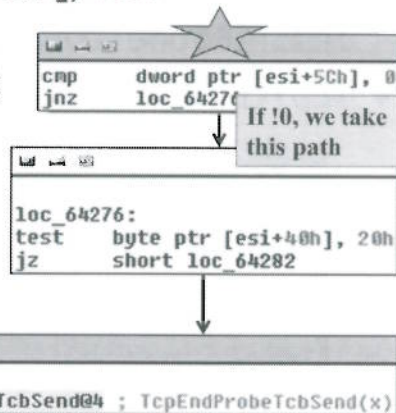 cmp dword ptr [esi+5Ch], 0
jnz loc_64276
If !0, we take
this path
loc_64276:
test byte ptr [esi+40h], 20h
jz short loc_64282
TcbSend@4 ; TcpEndProbeTcbSend(x)